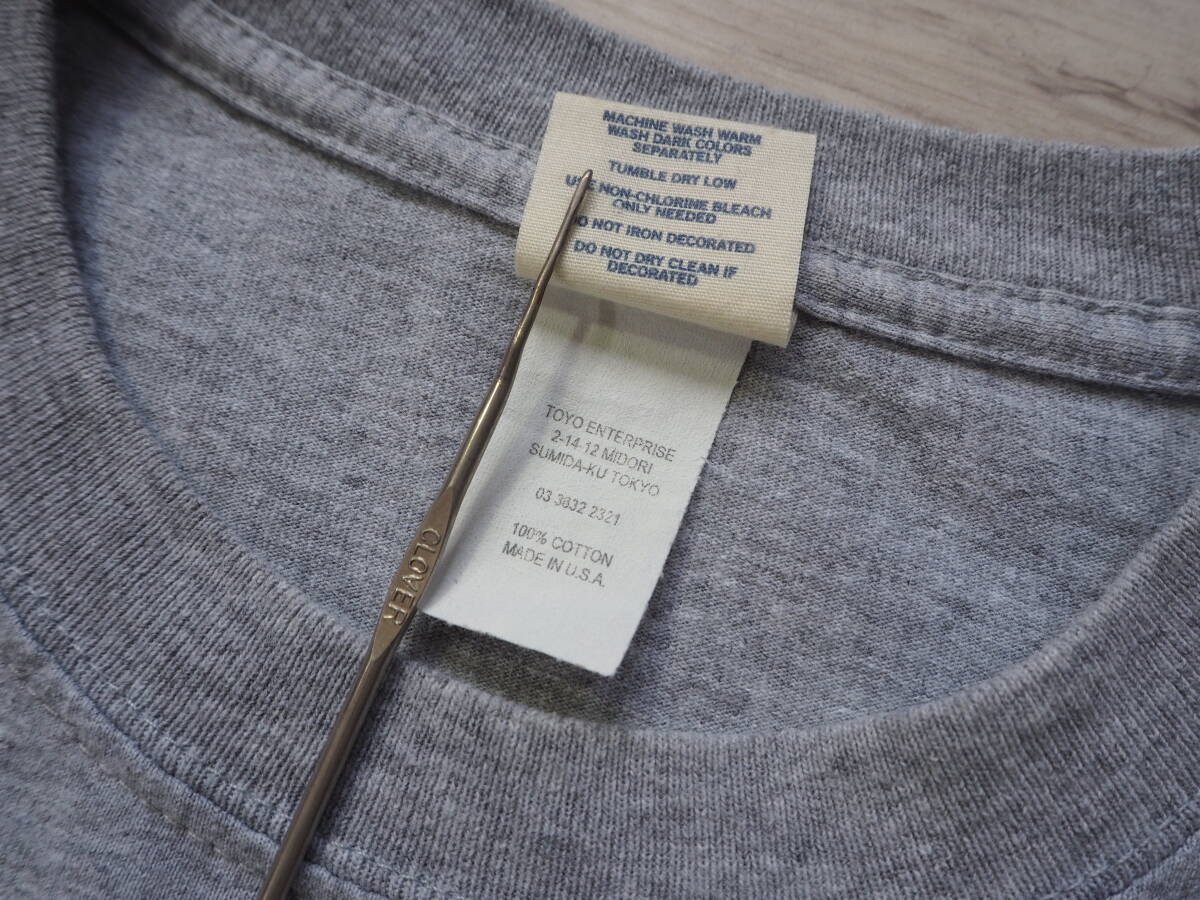 MACHINE WASH WARM
WASH DARK COLORS
SEPARATELY
TUMBLE DRY LOW
USE NON-CHLORINE BLEACH
ONLY NEEDED
DO NOT IRON DECORATED
DO NOT DRY CLEAN IF
DECORATED
TOYO ENTERPRISE
2-14-12 MIDORI
SUMIDA-KU TOKYO
03 3632 2321
100% COTTON
MADE IN U.S.A.
CLOVER